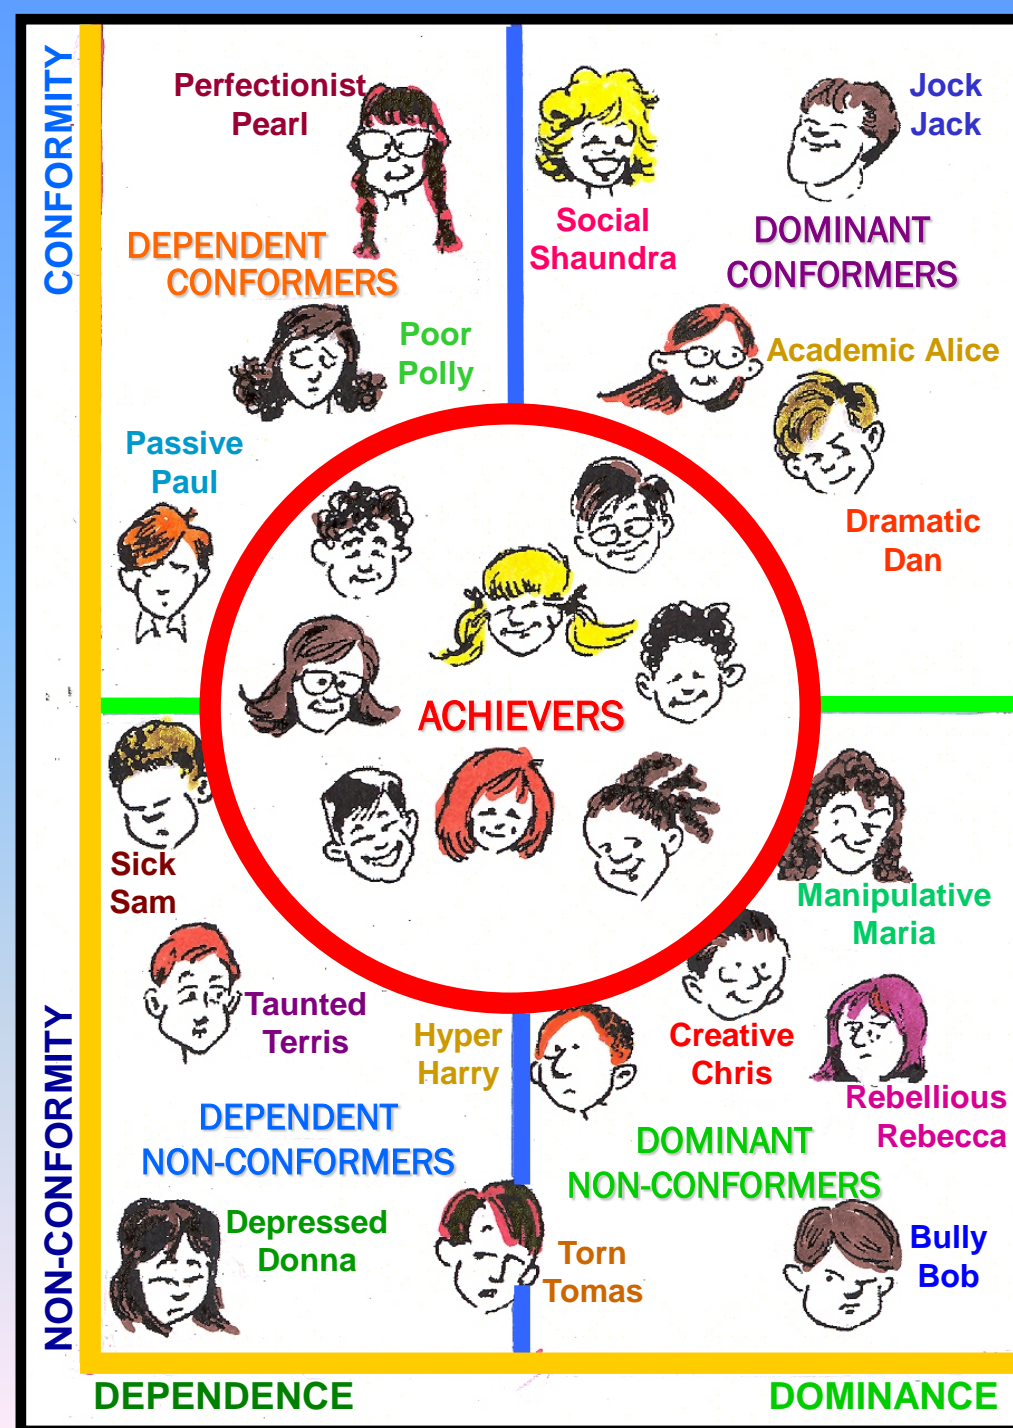 CONFORMITY
Perfectionist
Pearl
Social
Shaundra
Jock
Jack
DEPENDENT
CONFORMERS
DOMINANT
CONFORMERS
Poor
Polly
Academic Alice
Passive
Paul
Dramatic
Dan
ACHIEVERS
Sick
Sam
Manipulative
Maria
NON-CONFORMITY
Taunted
Terris
Hyper
Harry
Creative
Chris
Rebellious
Rebecca
DEPENDENT
NON-CONFORMERS
DOMINANT
NON-CONFORMERS
Depressed
Donna
Torn
Tomas
Bully
Bob
DEPENDENCE
DOMINANCE